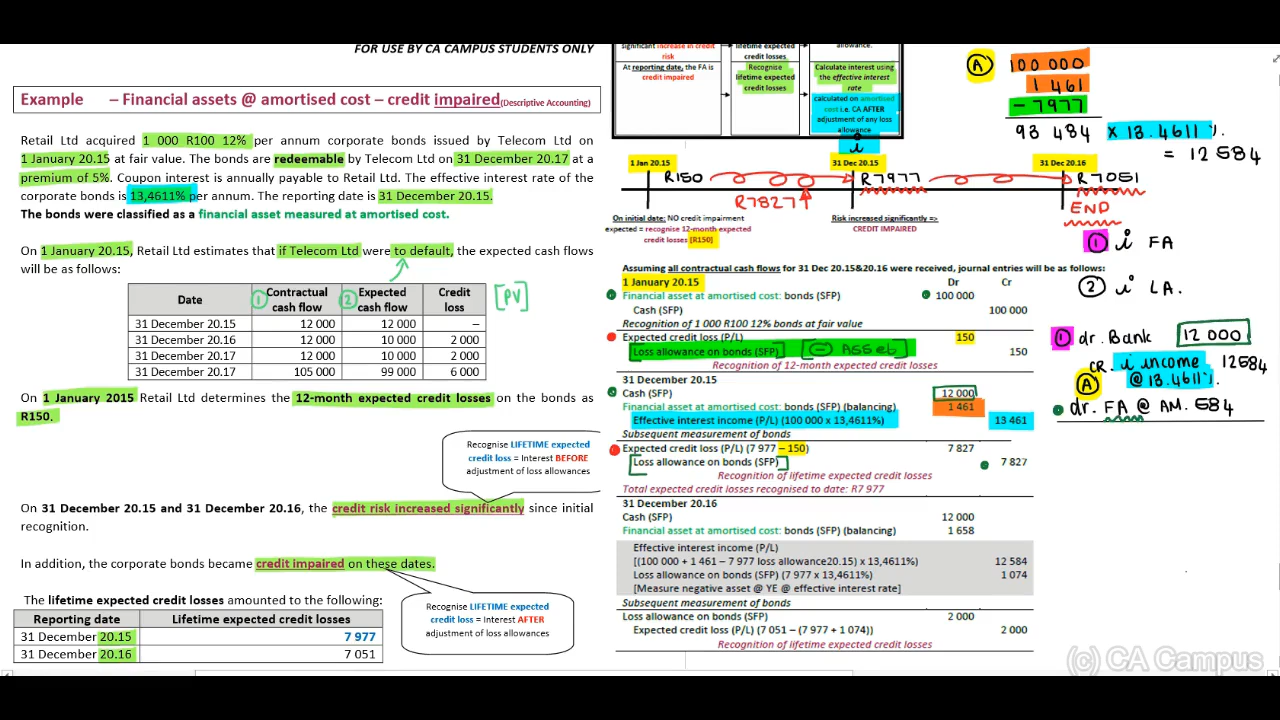 FOR USE BY CA CAMPUS STUDENTS ONLY
Example – Financial assets @ amortised cost – credit impaired (Descriptive Accounting)
Retail Ltd acquired 1 000 R100 12% per annum corporate bonds issued by Telecom Ltd on
1 January 20.15 at fair value. The bonds are redeemable by Telecom Ltd on 31 December 20.17 at a
premium of 5%. Coupon interest is annually payable to Retail Ltd. The effective interest rate of the
corporate bonds is 13,4611% per annum. The reporting date is 31 December 20.15.
The bonds were classified as a financial asset measured at amortised cost.
On 1 January 20.15, Retail Ltd estimates that if Telecom Ltd were to default, the expected cash flows
will be as follows:
Date ① Contractual cash flow ② Expected cash flow Credit loss [PV]
31 December 20.15 12 000 12 000 –
31 December 20.16 12 000 10 000 2 000
31 December 20.17 12 000 10 000 2 000
31 December 20.17 105 000 99 000 6 000
On 1 January 2015 Retail Ltd determines the 12-month expected credit losses on the bonds as
R150.
Recognise LIFETIME expected
credit loss = Interest BEFORE
adjustment of loss allowances
On 31 December 20.15 and 31 December 20.16, the credit risk increased significantly since initial
recognition.
In addition, the corporate bonds became credit impaired on these dates.
Recognise LIFETIME expected
credit loss = Interest AFTER
adjustment of loss allowances
The lifetime expected credit losses amounted to the following:
Reporting date Lifetime expected credit losses
31 December 20.15 7 977
31 December 20.16 7 051
significant increase in credit
risk
lifetime expected
credit losses.
allowance.
At reporting date, the FA is
credit impaired
Recognise
lifetime expected
credit losses
Calculate interest using
the effective interest
rate
calculated on amortised
cost i.e. CA AFTER
adjustment of any loss
allowance
i
1 Jan 20.15 31 Dec 20.15 31 Dec 20.16
R150 R7977 R7051
R7827↑
END
On initial date: NO credit impairment
expected = recognise 12-month expected
credit losses [R150]
Risk increased significantly =>
CREDIT IMPAIRED
Assuming all contractual cash flows for 31 Dec 20.15&20.16 were received, journal entries will be as follows:
1 January 20.15 Dr Cr
Financial asset at amortised cost: bonds (SFP) 100 000
Cash (SFP) 100 000
Recognition of 1 000 R100 12% bonds at fair value
Expected credit loss (P/L) 150
[Loss allowance on bonds (SFP)] (–) ASSET 150
Recognition of 12-month expected credit losses
31 December 20.15
Cash (SFP) 12 000
Financial asset at amortised cost: bonds (SFP) (balancing) 1 461
Effective interest income (P/L) (100 000 x 13,4611%) 13 461
Subsequent measurement of bonds
Expected credit loss (P/L) (7 977 – 150) 7 827
[Loss allowance on bonds (SFP)] 7 827
Recognition of lifetime expected credit losses
Total expected credit losses recognised to date: R7 977
31 December 20.16
Cash (SFP) 12 000
Financial asset at amortised cost: bonds (SFP) (balancing) 1 658
Effective interest income (P/L)
[(100 000 + 1 461 – 7 977 loss allowance20.15) x 13,4611%) 12 584
Loss allowance on bonds (SFP) (7 977 x 13,4611%) 1 074
[Measure negative asset @ YE @ effective interest rate]
Subsequent measurement of bonds
Loss allowance on bonds (SFP) 2 000
Expected credit loss (P/L) (7 051 – (7 977 + 1 074)) 2 000
Recognition of lifetime expected credit losses
(A) 100 000
1 461
– 7977
93 484 x 13.4611%
= 12 584
① i FA
② i LA.
① dr. Bank 12 000
CR. i income 12584
(A) @ 13.4611%.
dr. FA @ AM. 584
(c) CA Campus